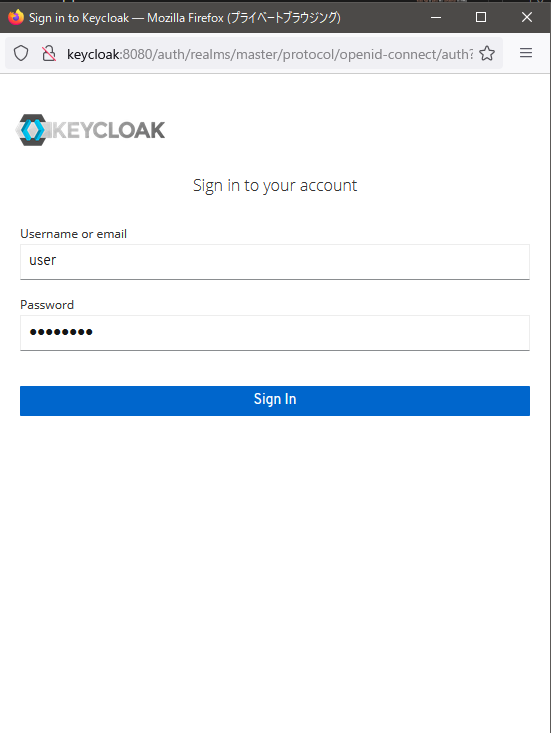 Sign in to Keycloak — Mozilla Firefox (プライベートブラウジング)
keycloak:8080/auth/realms/master/protocol/openid-connect/auth?
KEYCLOAK
Sign in to your account
Username or email
user
Password
●●●●●●●●
Sign In